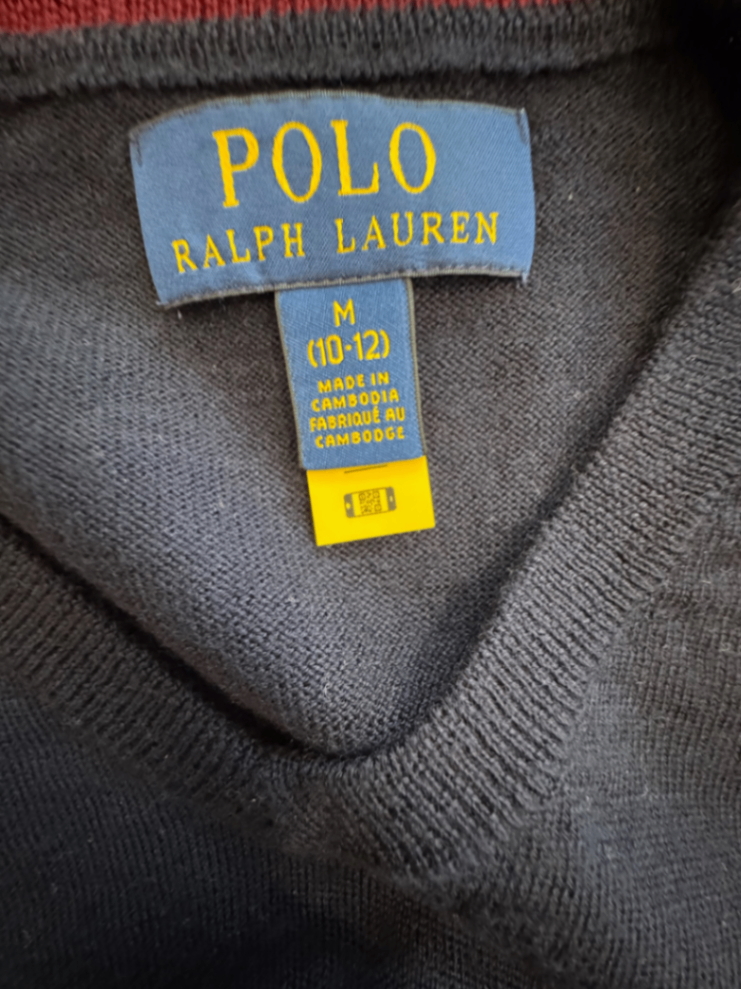 POLO
RALPH LAUREN
M
(10-12)
MADE IN
CAMBODIA
FABRIQUÉ AU
CAMBODGE